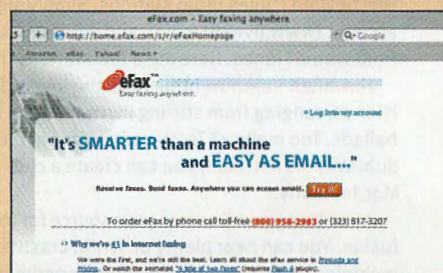 eFax.com – Easy faxing anywhere
http://home.efax.com/s/r/eFaxHomepage
Q- Google
Amazon eBay Yahoo! News
eFax™
Easy faxing anywhere.
Log into my account
"It's SMARTER than a machine
and EASY AS EMAIL..."
Receive faxes. Send faxes. Anywhere you can access email. Try it!
To order eFax by phone call toll-free (800) 958-2983 or (323) 817-3207
Why we're #1 in Internet faxing
We were the first, and we're still the best. Learn all about the eFax service in Products and
Pricing. Or watch the animated "A tale of two faxes" (requires Flash 6 plugin).